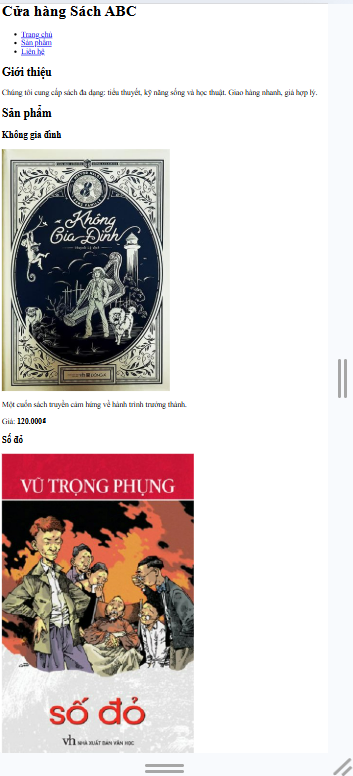 Cửa hàng Sách ABC
Trang chủ
Sản phẩm
Liên hệ
Giới thiệu
Chúng tôi cung cấp sách đa dạng: tiểu thuyết, kỹ năng sống và học thuật. Giao hàng nhanh, giá hợp lý.
Sản phẩm
Không gia đình
Không
Gia Đình
Một cuốn sách truyền cảm hứng về hành trình trưởng thành.
Giá: 120.000₫
Số đỏ
VŨ TRỌNG PHỤNG
số đỏ
vh NHÀ XUẤT BẢN VĂN HỌC